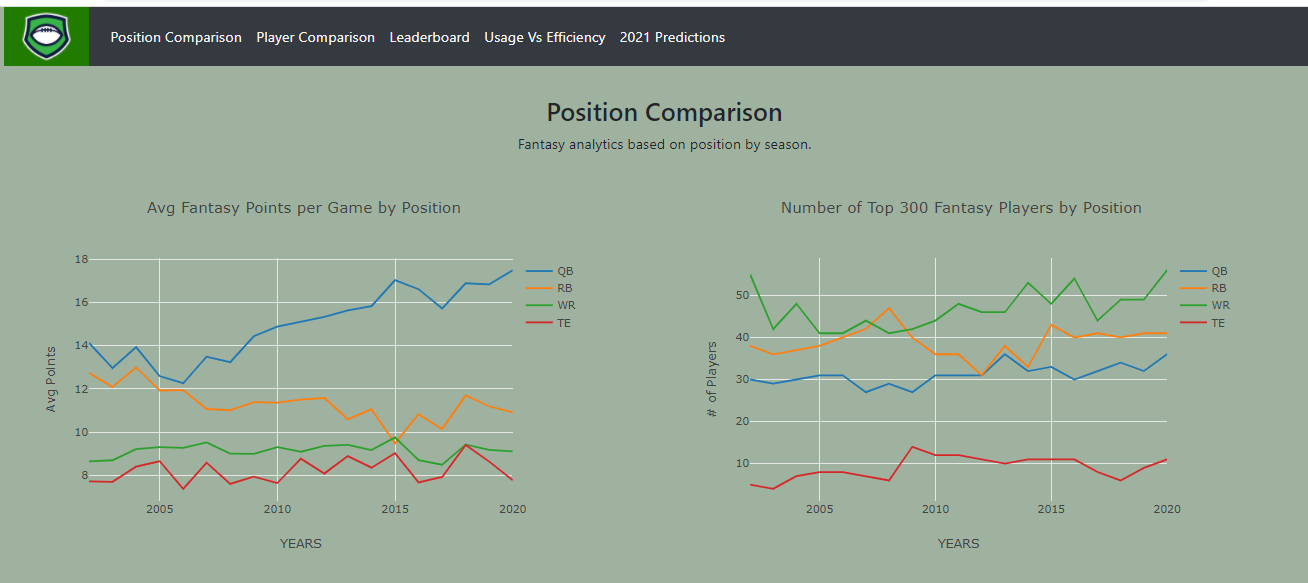 Position Comparison Player Comparison Leaderboard Usage Vs Efficiency 2021 Predictions
Position Comparison
Fantasy analytics based on position by season.
Avg Fantasy Points per Game by Position
18
16
14
12
10
8
Avg Points
2005 2010 2015 2020
YEARS
QB
RB
WR
TE
Number of Top 300 Fantasy Players by Position
50
40
30
20
10
# of Players
2005 2010 2015 2020
YEARS
QB
RB
WR
TE